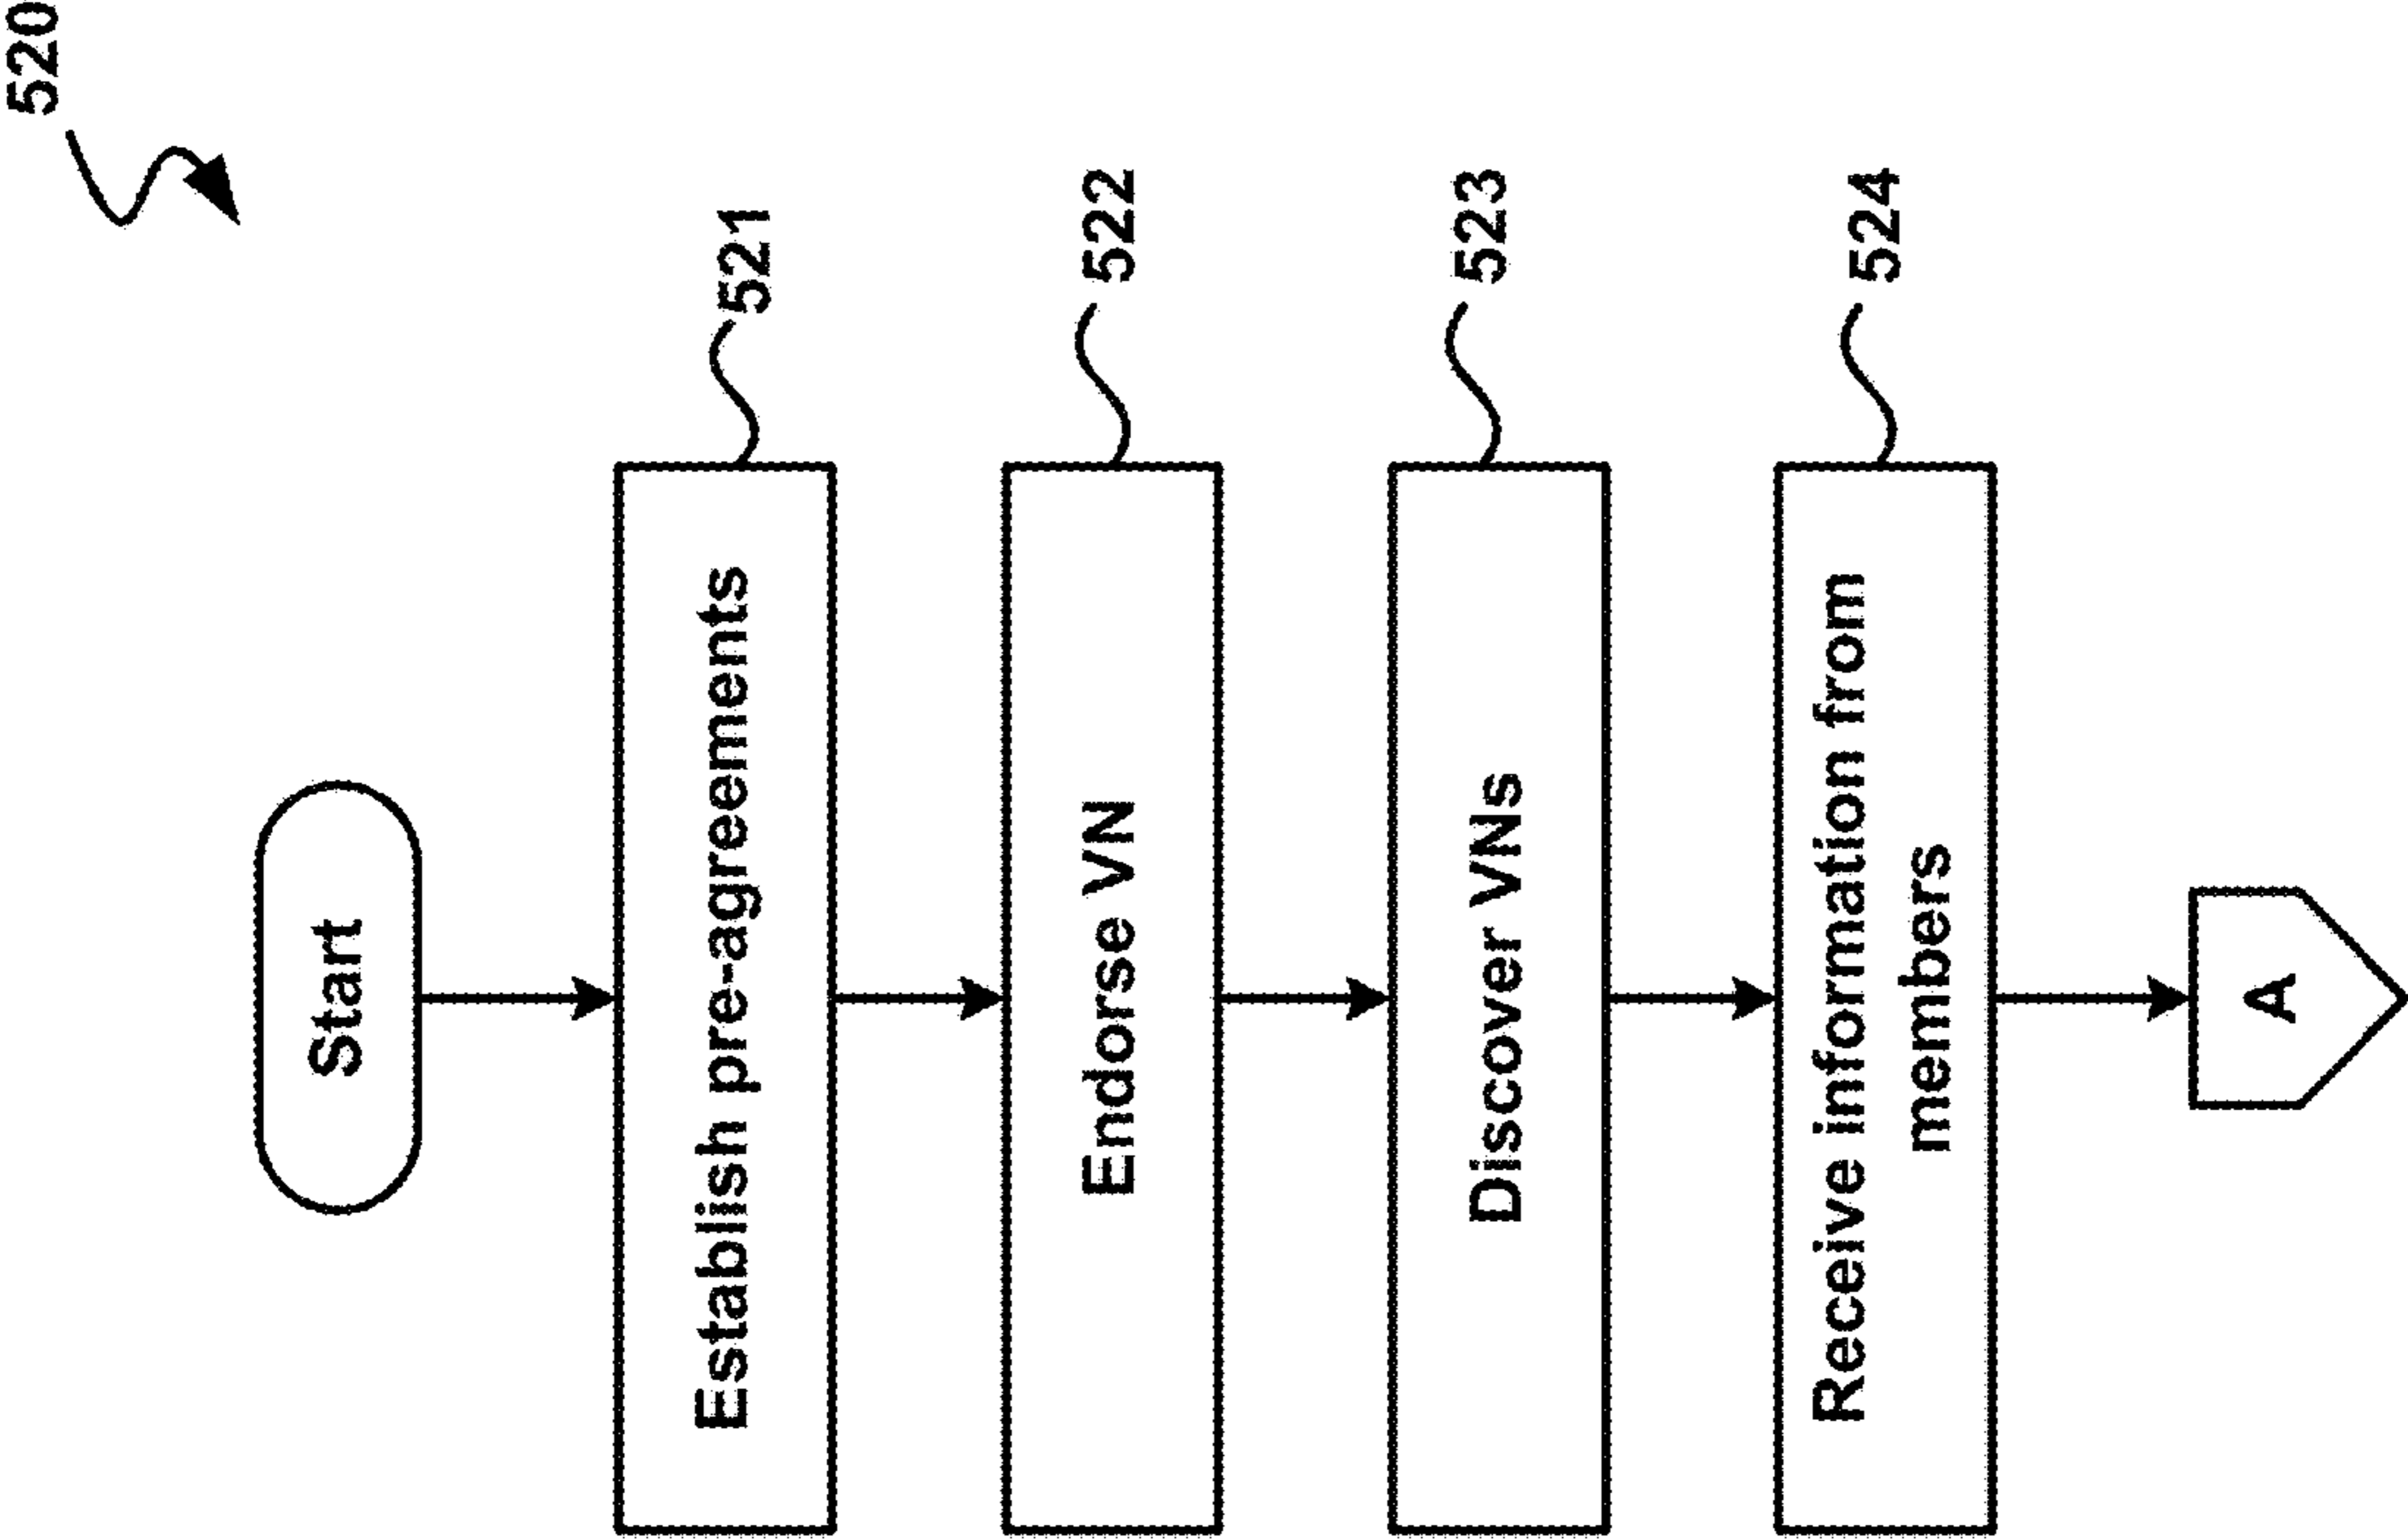 520
Start
Establish pre-agreements
521
Endorse VN
522
Discover VNs
523
Receive information from
members
524
A